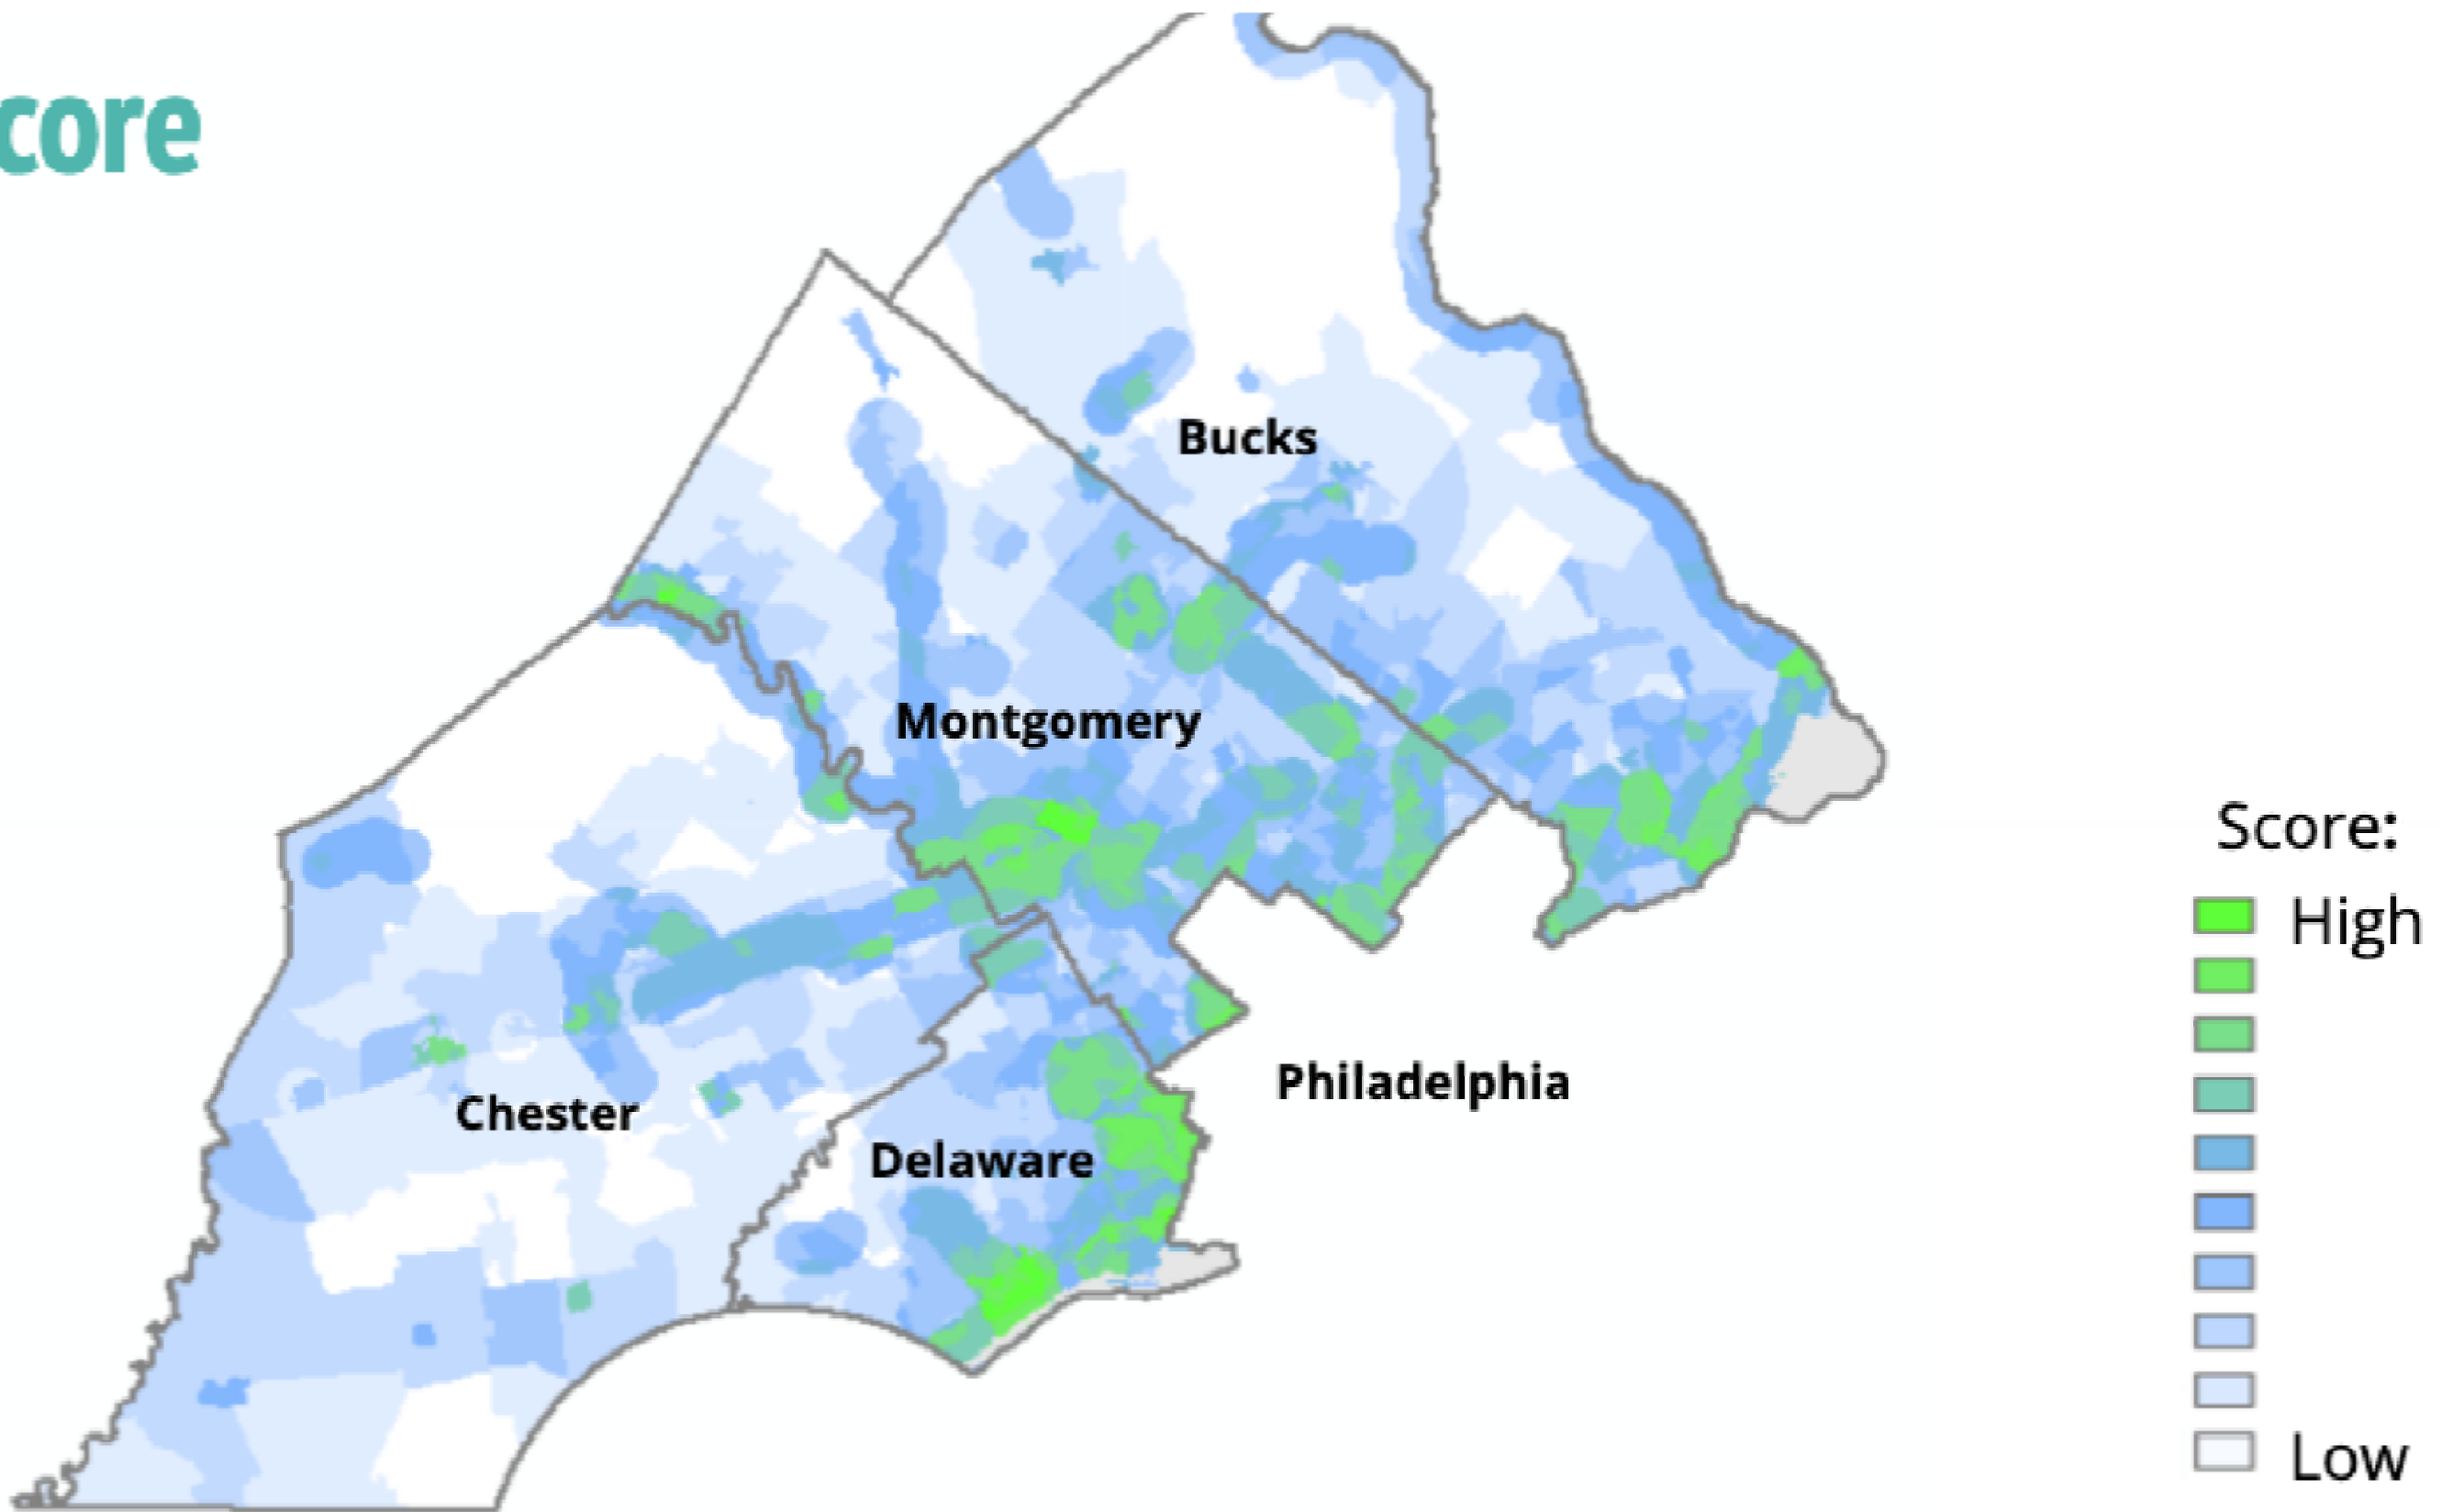 core
Bucks
Montgomery
Philadelphia
Chester
Delaware
Score:
High
Low